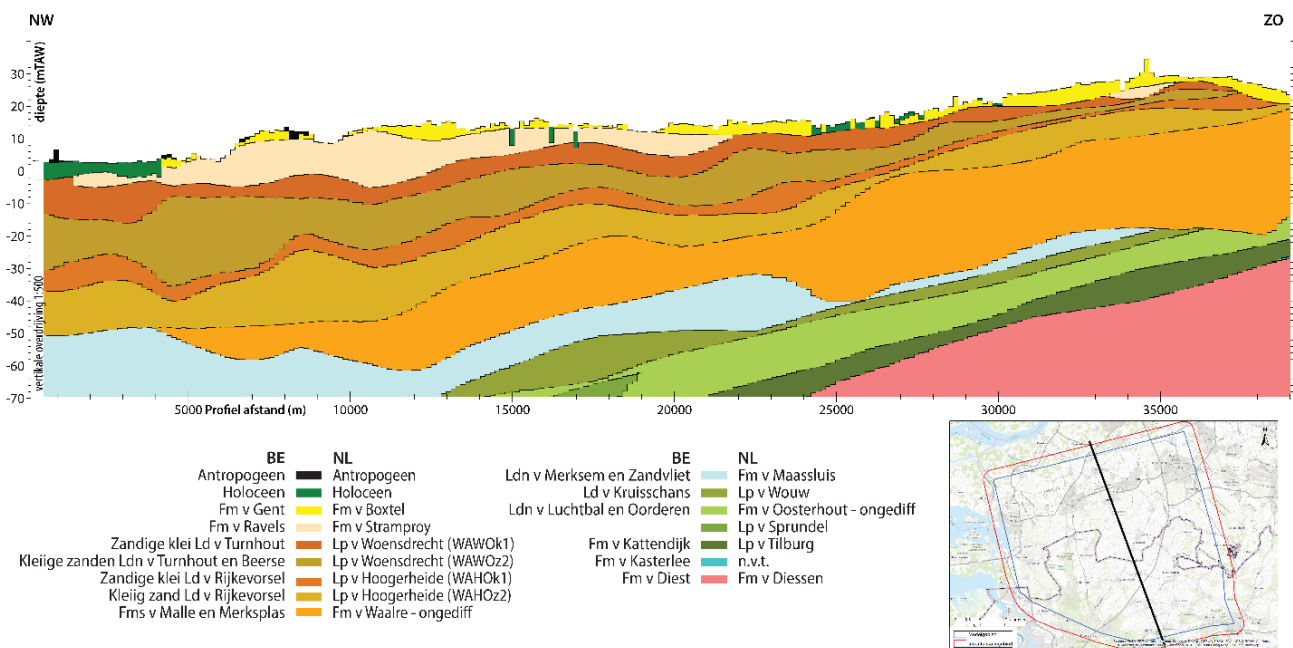 NW
ZO
diepte (mTAW)
30
20
10
0
-10
-20
-30
-40
-50
-60
-70
vertikale overdrijving 1:500
5000 Profiel afstand (m) 10000 15000 20000 25000 30000 35000
BE NL
Antropogeen Antropogeen
Holoceen Holoceen
Fm v Gent Fm v Boxtel
Fm v Ravels Fm v Stramproy
Zandige klei Ld v Turnhout Lp v Woensdrecht (WAWOk1)
Kleiige zanden Ldn v Turnhout en Beerse Lp v Woensdrecht (WAWOz2)
Zandige klei Ld v Rijkevorsel Lp v Hoogerheide (WAHOk1)
Kleiig zand Ld v Rijkevorsel Lp v Hoogerheide (WAHOz2)
Fms v Malle en Merksplas Fm v Waalre - ongediff
BE NL
Ldn v Merksem en Zandvliet Fm v Maassluis
Ld v Kruisschans Lp v Wouw
Ldn v Luchtbal en Oorderen Fm v Oosterhout - ongediff
Lp v Sprundel
Fm v Kattendijk Lp v Tilburg
Fm v Kasterlee n.v.t.
Fm v Diest Fm v Diessen
N